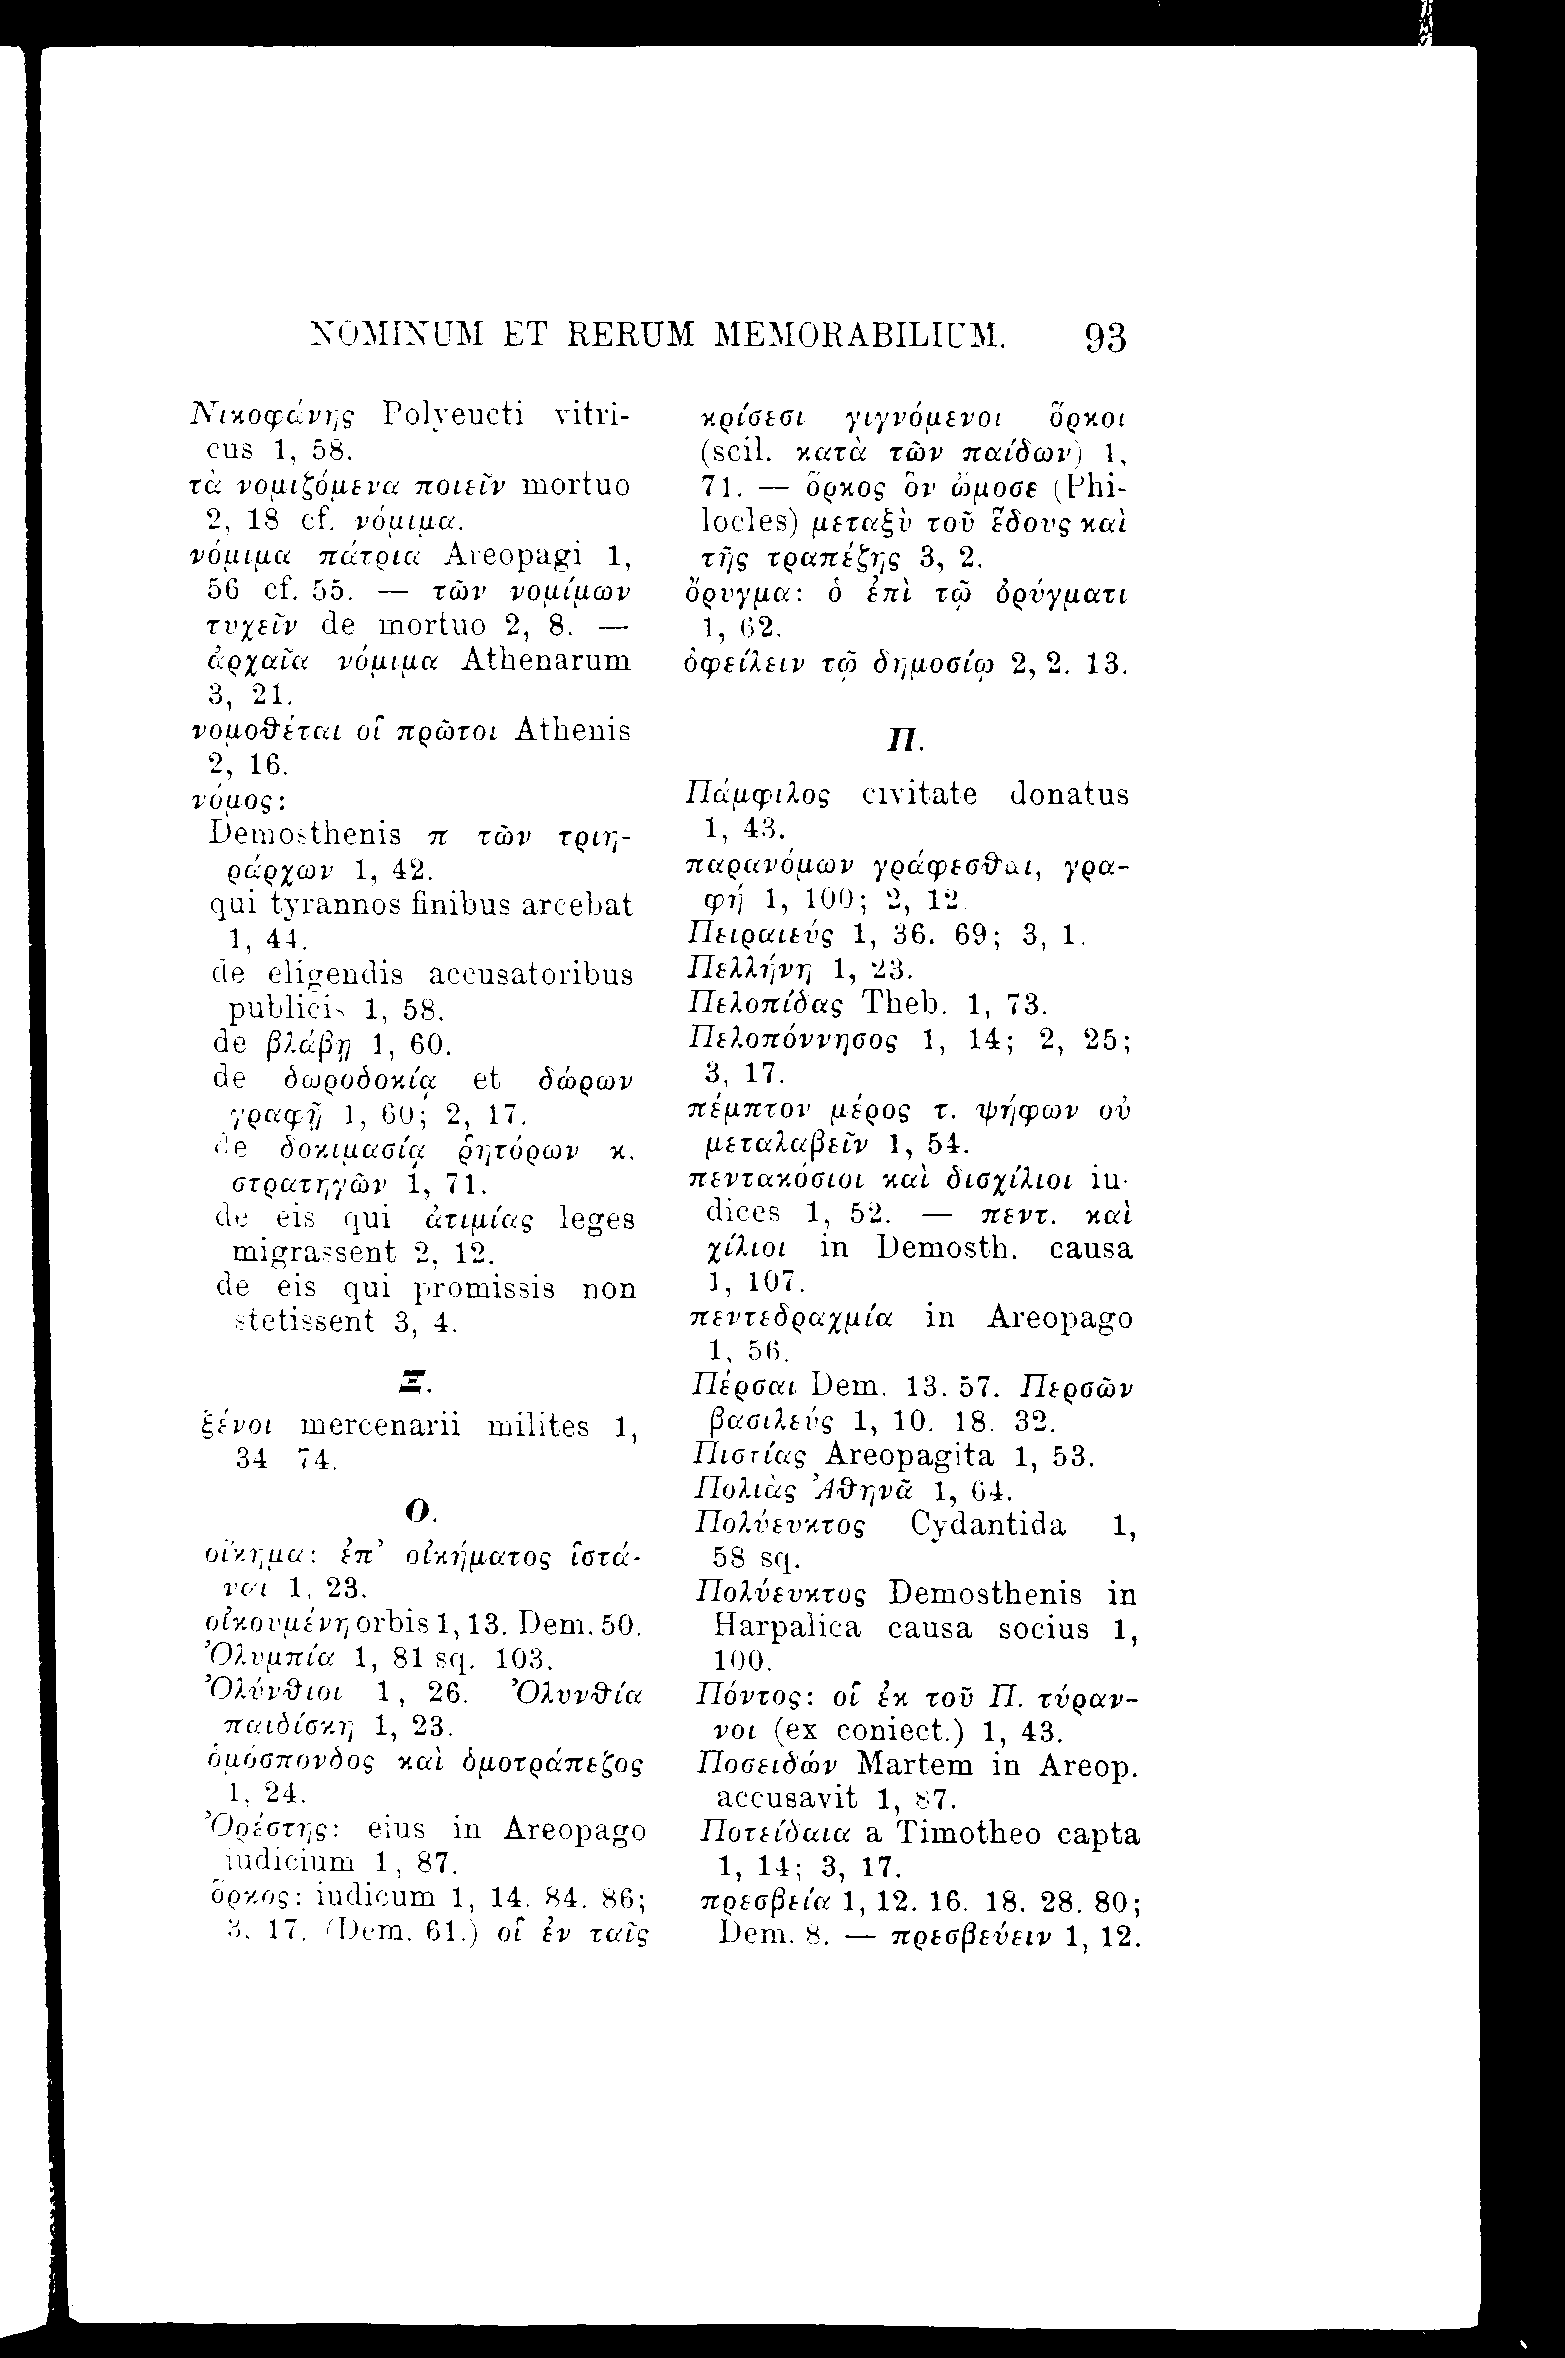 NOMINUM ET RERUM MEMORABILIUM. 93
Νικοφάνης Polyeucti vitri-
cus 1, 58.
τὰ νομιζόμενα ποιεῖν mortuo
2, 18 cf. νόμιμα.
νόμιμα πάτρια Areopagi 1,
56 cf. 55. — τῶν νομίμων
τυχεῖν de mortuo 2, 8. —
ἀρχαῖα νόμιμα Athenarum
3, 21.
νομοθέται οἱ πρῶτοι Athenis
2, 16.
νόμος:
Demosthenis π τῶν τριη-
ράρχων 1, 42.
qui tyrannos finibus arcebat
1, 44.
de eligendis accusatoribus
publicis 1, 58.
de βλάβῃ 1, 60.
de δωροδοκίᾳ et δώρων
γραφῇ 1, 60; 2, 17.
de δοκιμασίᾳ ῥητόρων κ.
στρατηγῶν 1, 71.
de eis qui ἀτιμίας leges
migrassent 2, 12.
de eis qui promissis non
stetissent 3, 4.
Ξ.
ξένοι mercenarii milites 1,
34 74.
Ο.
οἴκημα: ἐπ' οἰκήματος ἱστά-
ναι 1, 23.
οἰκουμένη orbis 1, 13. Dem. 50.
Ὀλυμπία 1, 81 sq. 103.
Ὀλύνθιοι 1, 26. Ὀλυνθία
παιδίσκη 1, 23.
ὁμόσπονδος καὶ ὁμοτράπεζος
1, 24.
Ὀρέστης: eius in Areopago
iudicium 1, 87.
ὅρκος: iudicum 1, 14. 84. 86;
3, 17. (Dem. 61.) οἱ ἐν ταῖς
κρίσεσι γιγνόμενοι ὅρκοι
(scil. κατὰ τῶν παίδων) 1,
71. — ὅρκος ὃν ὤμοσε (Phi-
locles) μεταξὺ τοῦ ἕδους καὶ
τῆς τραπέζης 3, 2.
ὄρυγμα: ὁ ἐπὶ τῷ ὀρύγματι
1, 62.
ὀφείλειν τῷ δημοσίῳ 2, 2. 13.
Π.
Πάμφιλος civitate donatus
1, 43.
παρανόμων γράφεσθαι, γρα-
φή 1, 100; 2, 12.
Πειραιεύς 1, 36. 69; 3, 1.
Πελλήνη 1, 23.
Πελοπίδας Theb. 1, 73.
Πελοπόννησος 1, 14; 2, 25;
3, 17.
πέμπτον μέρος τ. ψήφων οὐ
μεταλαβεῖν 1, 54.
πεντακόσιοι καὶ δισχίλιοι iu-
dices 1, 52. — πεντ. καὶ
χίλιοι in Demosth. causa
1, 107.
πεντεδραχμία in Areopago
1, 56.
Πέρσαι Dem. 13. 57. Περσῶν
βασιλεύς 1, 10. 18. 32.
Πιστίας Areopagita 1, 53.
Πολιὰς Ἀθηνᾶ 1, 64.
Πολύευκτος Cydantida 1,
58 sq.
Πολύευκτος Demosthenis in
Harpalica causa socius 1,
100.
Πόντος: οἱ ἐκ τοῦ Π. τύραν-
νοι (ex coniect.) 1, 43.
Ποσειδών Martem in Areop.
accusavit 1, 87.
Ποτείδαια a Timotheo capta
1, 14; 3, 17.
πρεσβεία 1, 12. 16. 18. 28. 80;
Dem. 8. — πρεσβεύειν 1, 12.